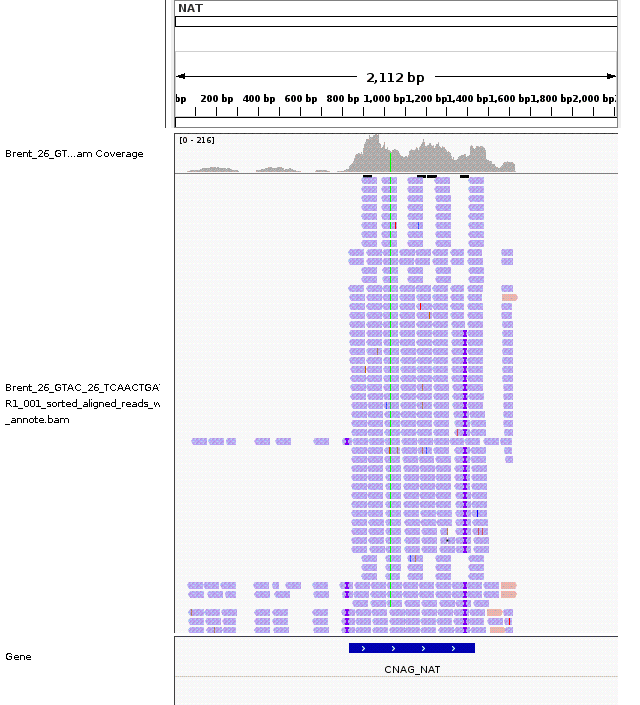 NAT
2,112 bp
bp 200 bp 400 bp 600 bp 800 bp 1,000 bp 1,200 bp 1,400 bp 1,600 bp 1,800 bp 2,000 bp
[0 - 216]
Brent_26_GT...am Coverage
Brent_26_GTAC_26_TCAACTGA
R1_001_sorted_aligned_reads_w
_annote.bam
Gene
CNAG_NAT